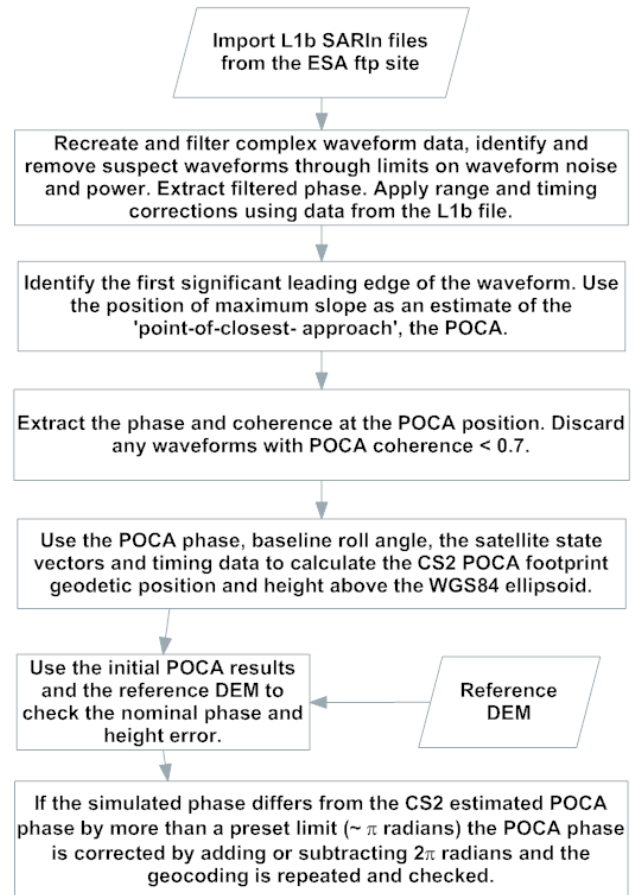 Import L1b SARIn files
from the ESA ftp site
Recreate and filter complex waveform data, identify and
remove suspect waveforms through limits on waveform noise
and power. Extract filtered phase. Apply range and timing
corrections using data from the L1b file.
Identify the first significant leading edge of the waveform. Use
the position of maximum slope as an estimate of the
'point-of-closest- approach', the POCA.
Extract the phase and coherence at the POCA position. Discard
any waveforms with POCA coherence < 0.7.
Use the POCA phase, baseline roll angle, the satellite state
vectors and timing data to calculate the CS2 POCA footprint
geodetic position and height above the WGS84 ellipsoid.
Use the initial POCA results
and the reference DEM to
check the nominal phase and
height error.
Reference
DEM
If the simulated phase differs from the CS2 estimated POCA
phase by more than a preset limit (~ π radians) the POCA phase
is corrected by adding or subtracting 2π radians and the
geocoding is repeated and checked.